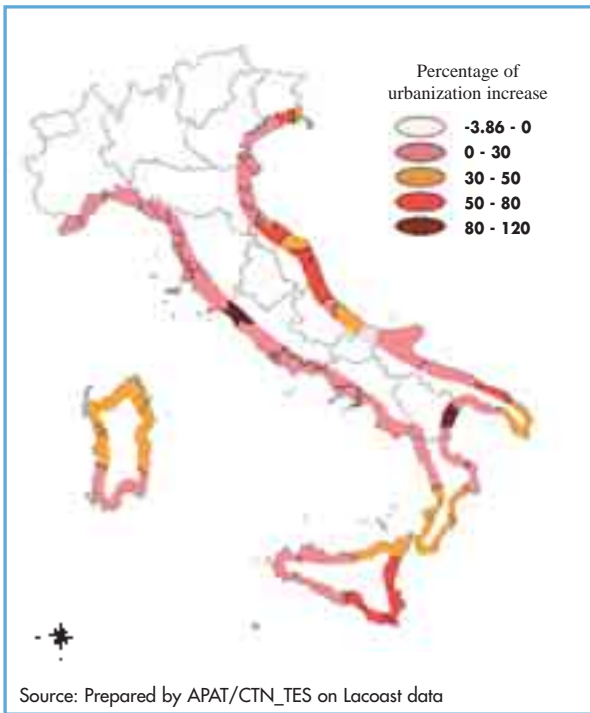 Percentage of
urbanization increase
-3.86 - 0
0 - 30
30 - 50
50 - 80
80 - 120
Source: Prepared by APAT/CTN_TES on Lacoast data